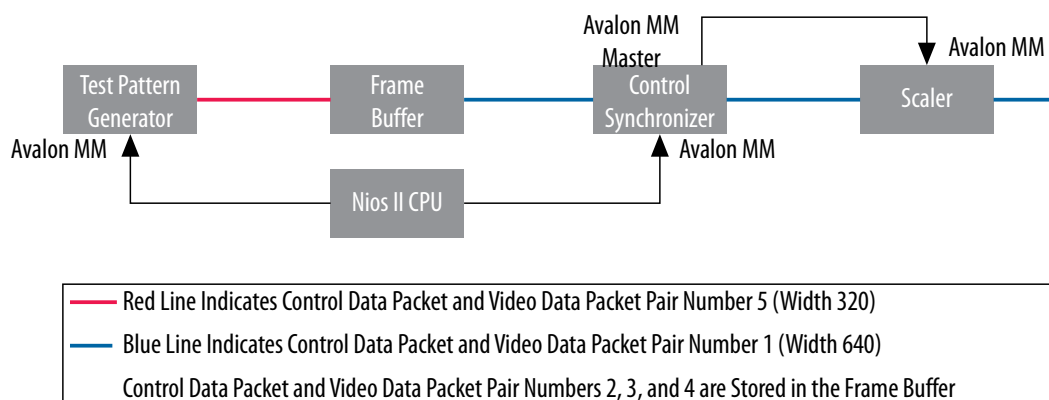 Avalon MM
Master
Avalon MM
Test Pattern
Generator
Frame
Buffer
Control
Synchronizer
Scaler
Avalon MM
Avalon MM
Nios II CPU
Red Line Indicates Control Data Packet and Video Data Packet Pair Number 5 (Width 320)
Blue Line Indicates Control Data Packet and Video Data Packet Pair Number 1 (Width 640)
Control Data Packet and Video Data Packet Pair Numbers 2, 3, and 4 are Stored in the Frame Buffer